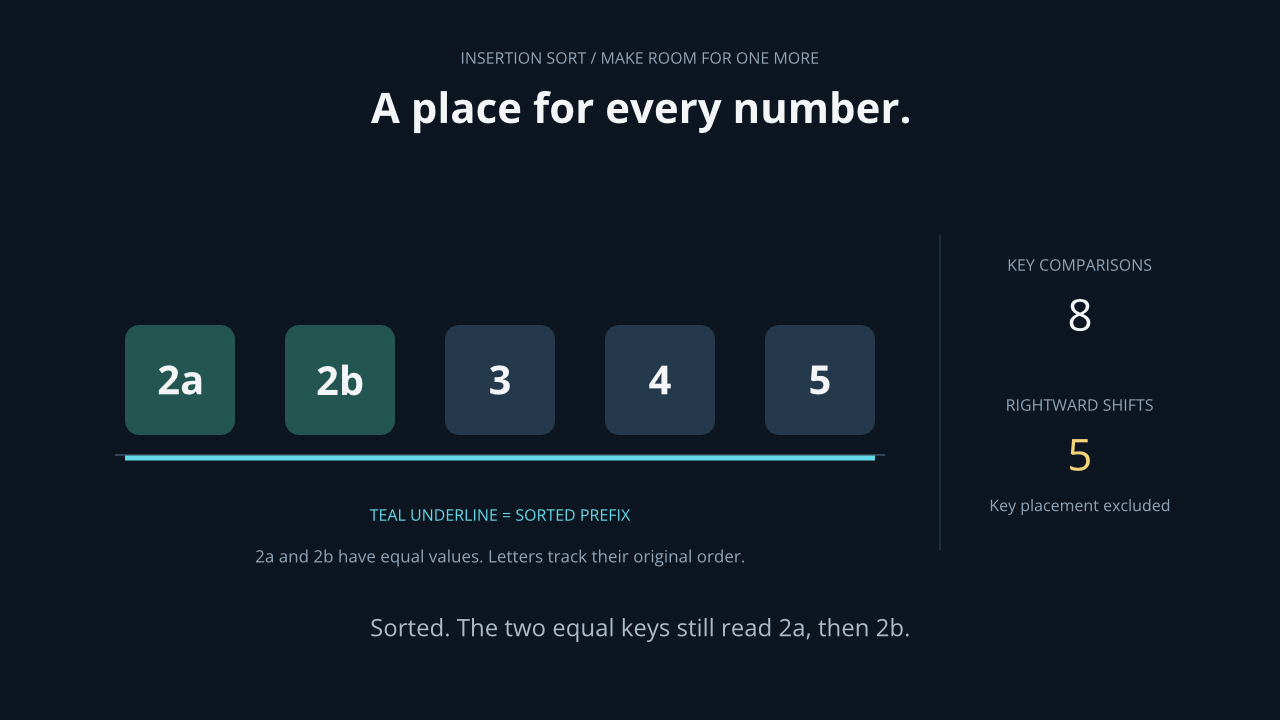 INSERTION SORT / MAKE ROOM FOR ONE MORE
A place for every number.
2a 2b 3 4 5
TEAL UNDERLINE = SORTED PREFIX
2a and 2b have equal values. Letters track their original order.
KEY COMPARISONS
8
RIGHTWARD SHIFTS
5
Key placement excluded
Sorted. The two equal keys still read 2a, then 2b.